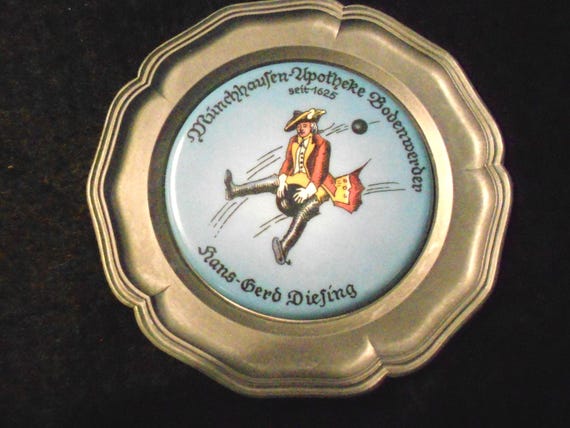 Münchhausen-Apotheke Bodenwerder
seit 1625
Hans-Gerd Diesing